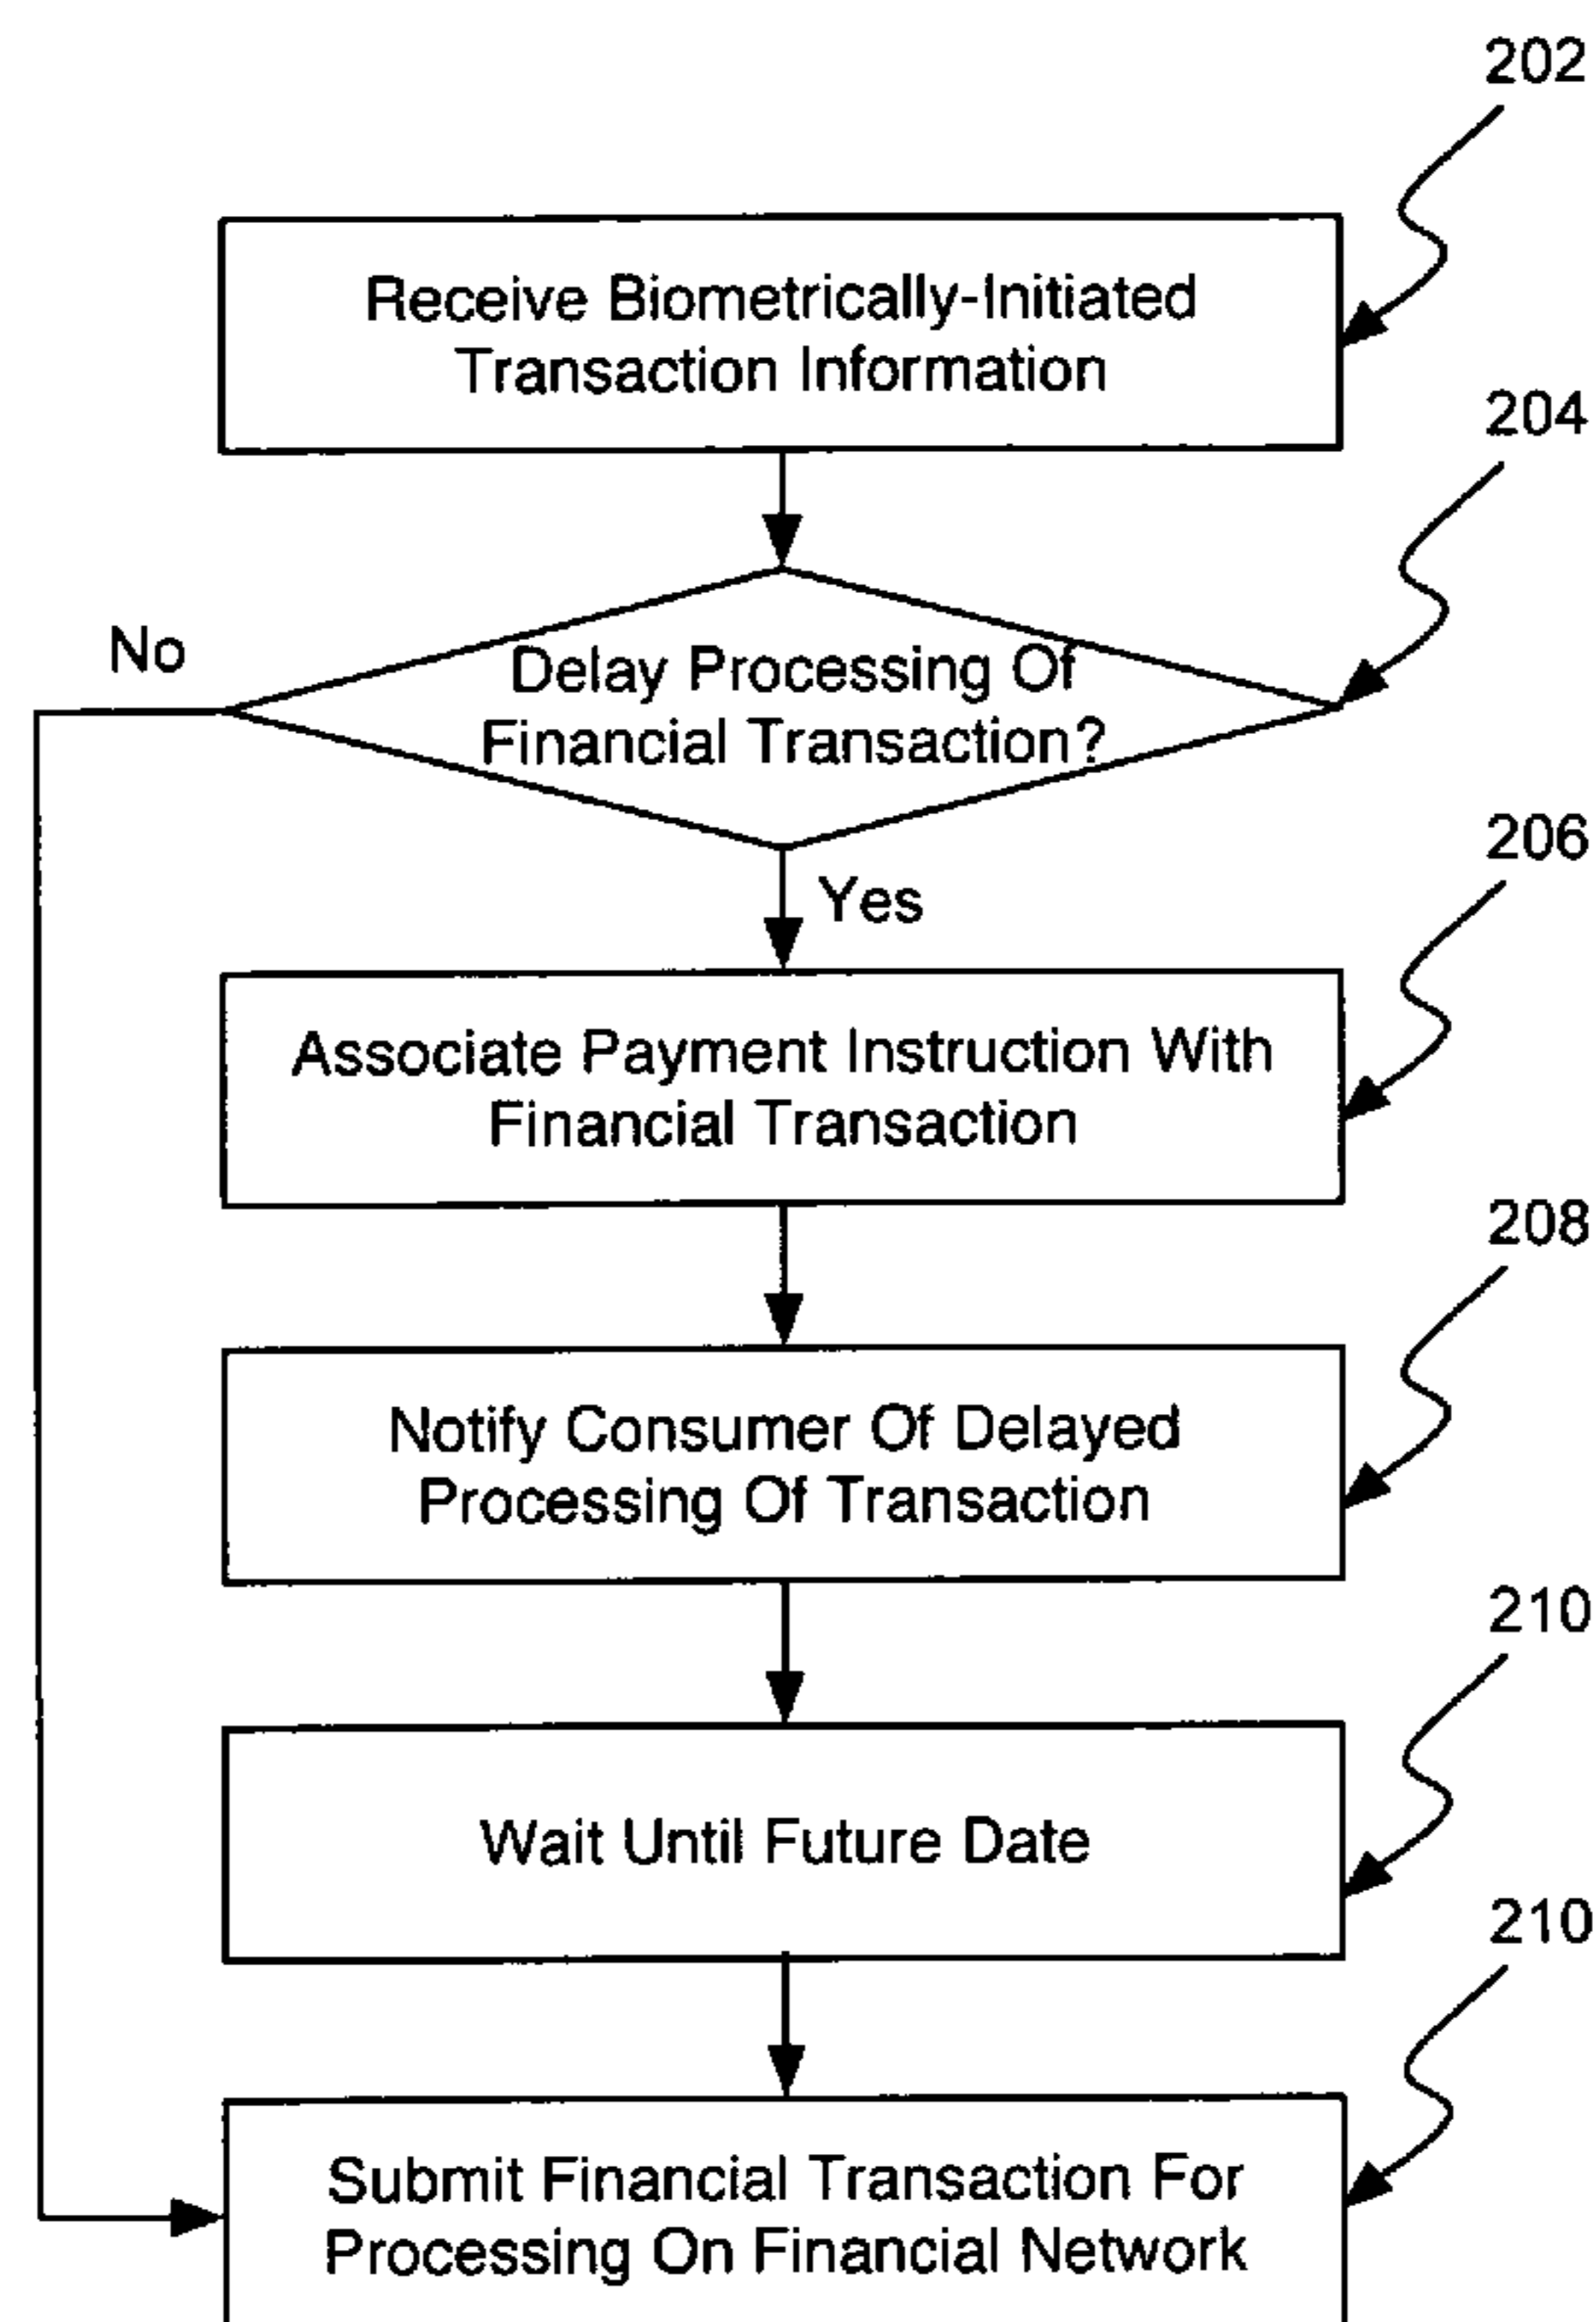 202
Receive Biometrically-Initiated
Transaction Information
204
No
Delay Processing Of
Financial Transaction?
Yes
206
Associate Payment Instruction With
Financial Transaction
208
Notify Consumer Of Delayed
Processing Of Transaction
210
Wait Until Future Date
210
Submit Financial Transaction For
Processing On Financial Network